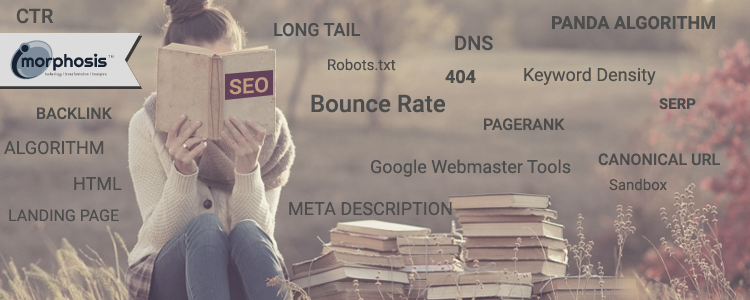 CTR
LONG TAIL
PANDA ALGORITHM
DNS
morphosis™
Robots.txt
404
Keyword Density
SEO
Bounce Rate
SERP
BACKLINK
PAGERANK
ALGORITHM
Google Webmaster Tools
CANONICAL URL
HTML
Sandbox
LANDING PAGE
META DESCRIPTION